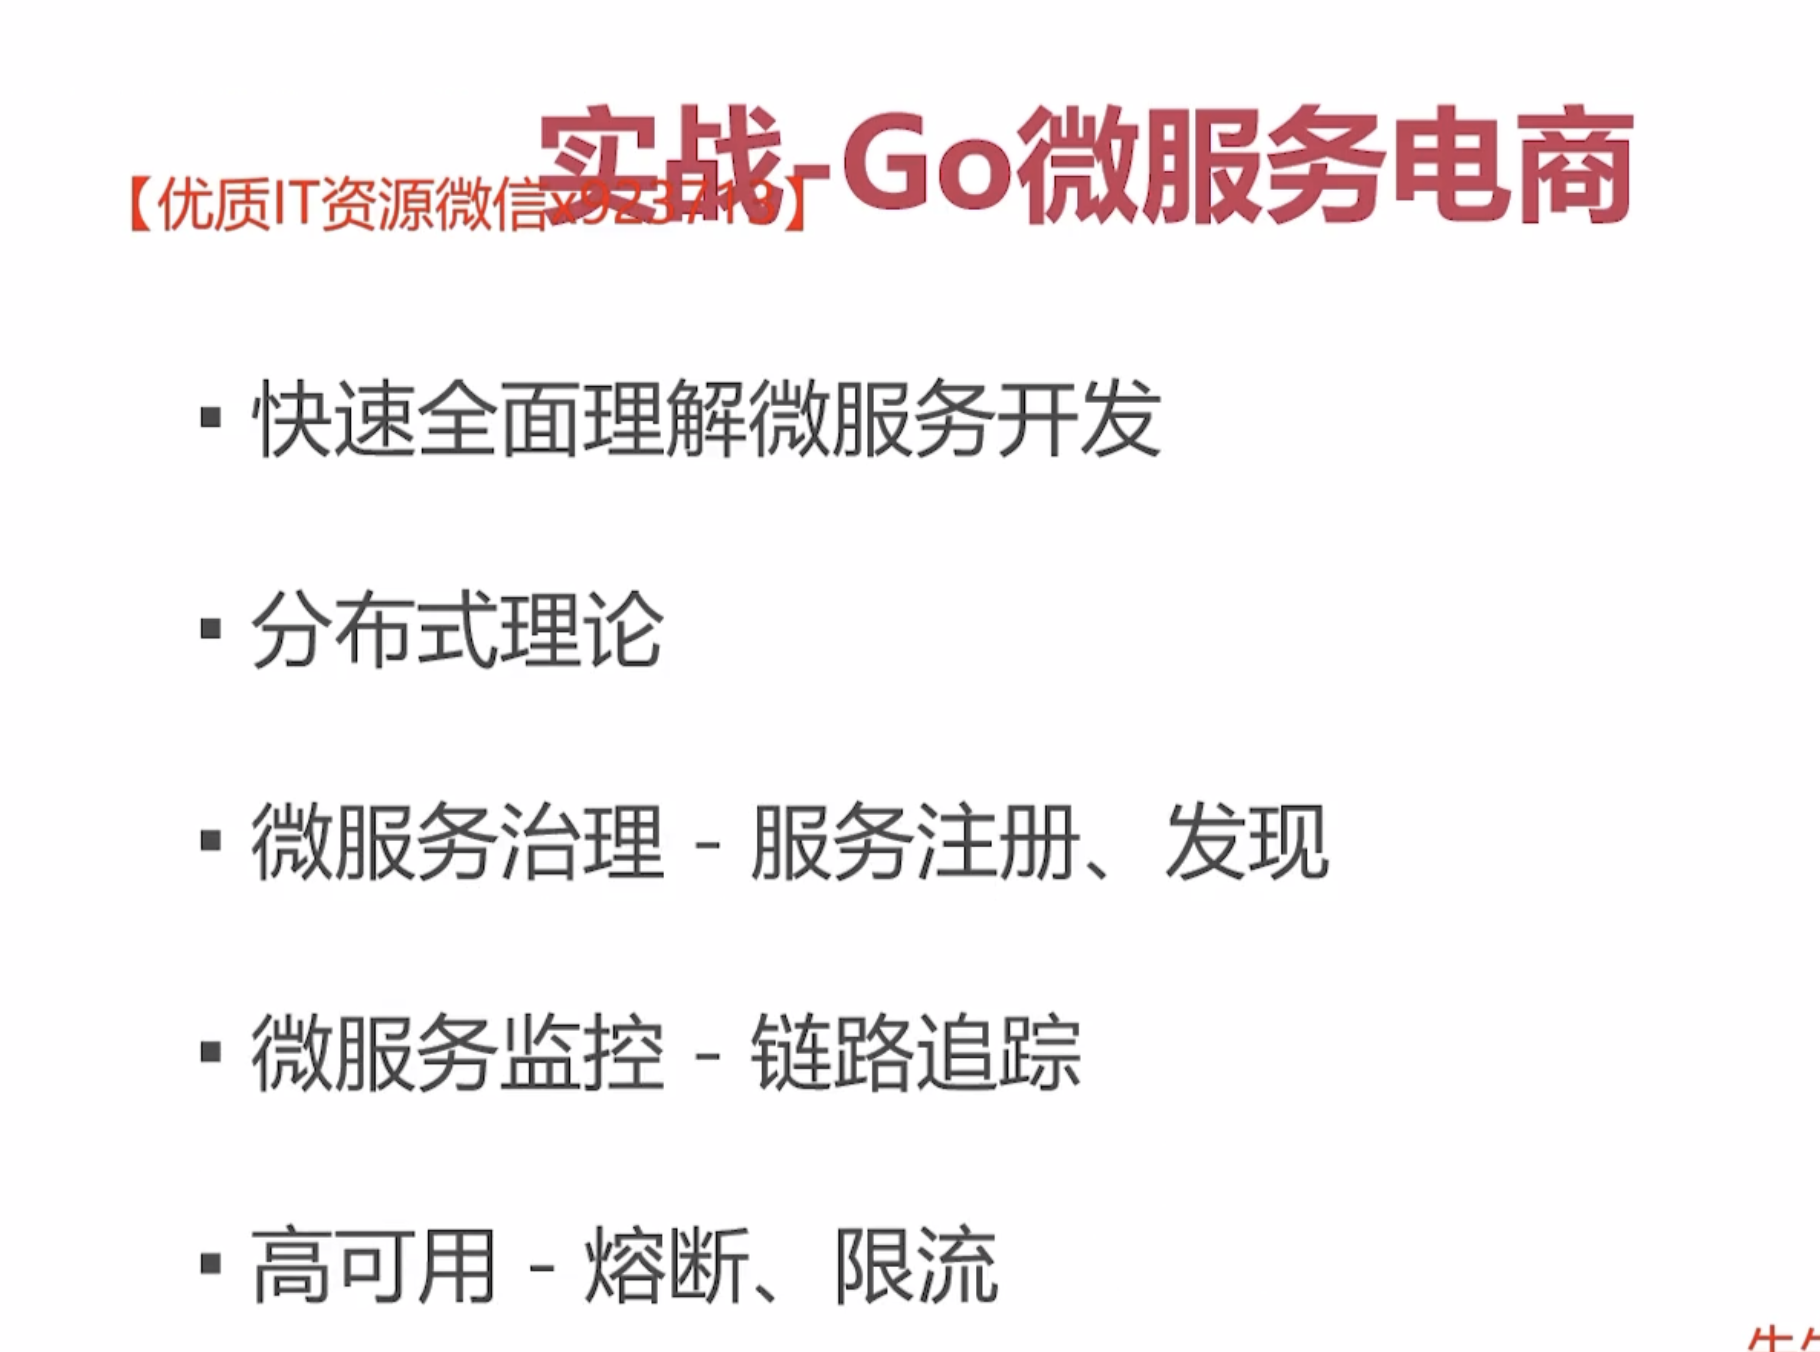 实战-Go微服务电商
【优质IT资源微信x923713】
▪ 快速全面理解微服务开发
▪ 分布式理论
▪ 微服务治理 - 服务注册、发现
▪ 微服务监控 - 链路追踪
▪ 高可用 - 熔断、限流